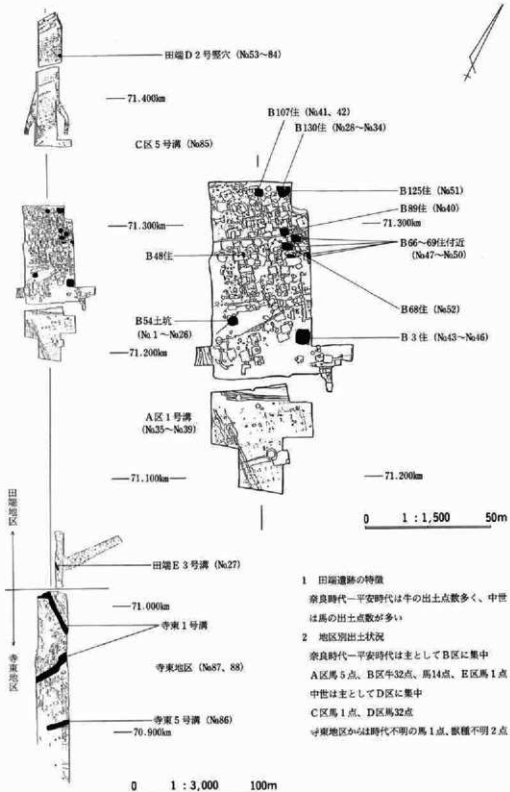 田端D2号竪穴 (No.53〜84)
71.400km
C区5号溝 (No.85)
B107住 (No.41、42)
B130住 (No.28〜No.34)
B125住 (No.51)
B89住 (No.40)
71.300km
71.300km
B66〜69住付近
(No.47〜No.50)
B48住
B68住 (No.52)
B54土坑
(No.1〜No.26)
B3住 (No.43〜No.46)
71.200km
A区1号溝
(No.35〜No.39)
71.100km
71.200km
0 1:1,500 50m
田端地区
田端E3号溝 (No.27)
71.000km
寺東1号溝
寺東地区
寺東地区 (No.87、88)
寺東5号溝 (No.86)
70.900km
0 1:3,000 100m
1 田端遺跡の特徴
奈良時代―平安時代は牛の出土点数多く、中世
は馬の出土点数が多い
2 地区別出土状況
奈良時代―平安時代は主としてB区に集中
A区馬5点、B区牛32点、馬14点、E区馬1点
中世は主としてD区に集中
C区馬1点、D区馬32点
寺東地区からは時代不明の馬1点、獣種不明2点